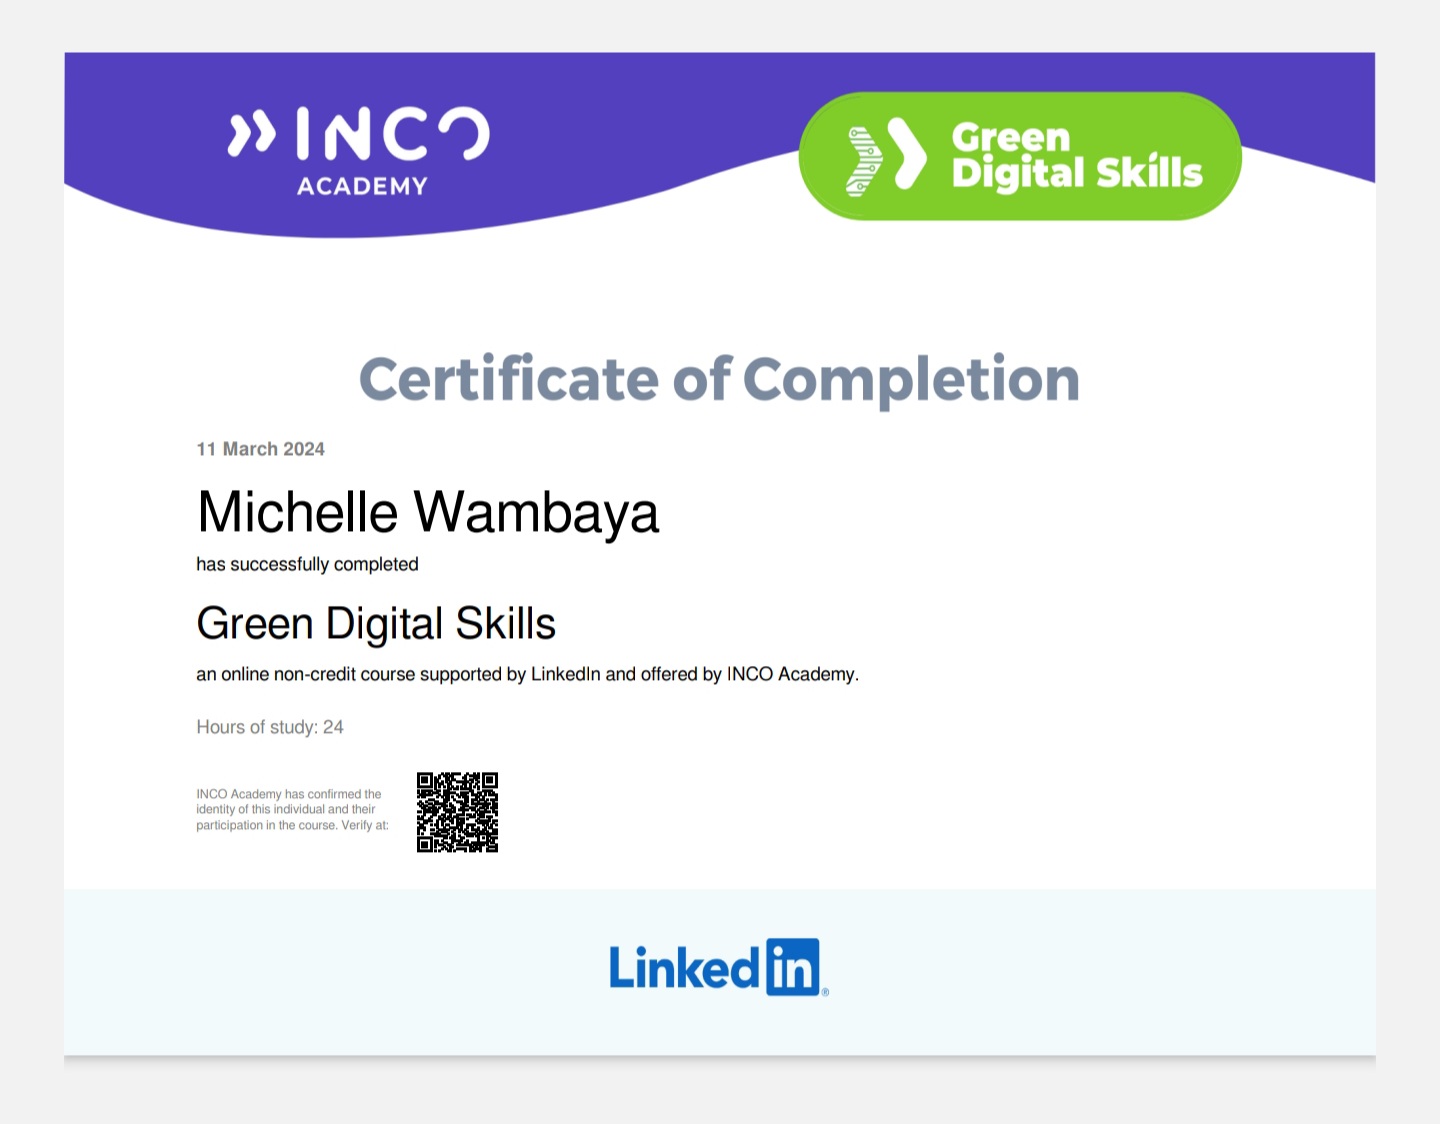 INCO
ACADEMY
Green
Digital Skills
Certificate of Completion
11 March 2024
Michelle Wambaya
has successfully completed
Green Digital Skills
an online non-credit course supported by LinkedIn and offered by INCO Academy.
Hours of study: 24
INCO Academy has confirmed the
identity of this individual and their
participation in the course. Verify at:
Linked in®